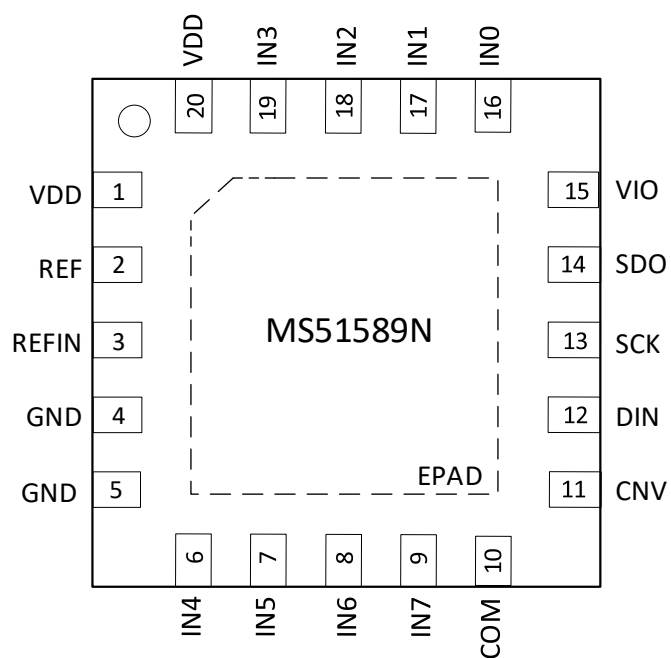 VDD IN3 IN2 IN1 IN0
20 19 18 17 16
VDD 1 15 VIO
REF 2 14 SDO
MS51589N
REFIN 3 13 SCK
GND 4 12 DIN
EPAD
GND 5 11 CNV
6 7 8 9 10
IN4 IN5 IN6 IN7 COM